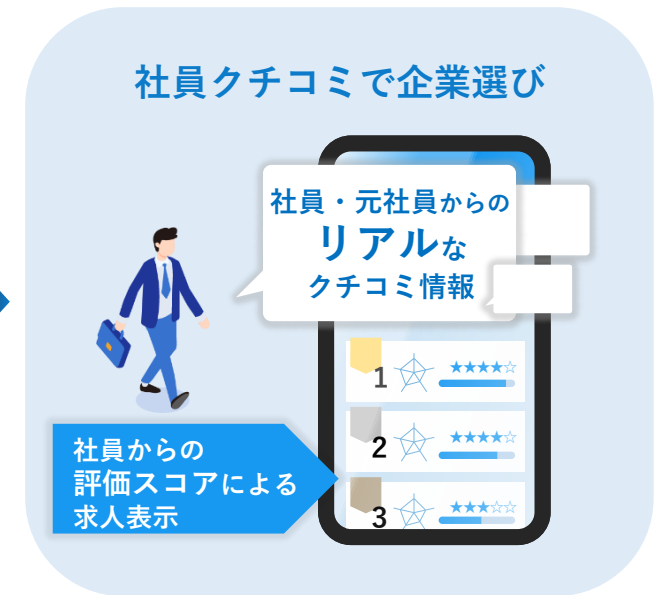 社員クチコミで企業選び
社員・元社員からの
リアルな
クチコミ情報
1 ★★★★☆
2 ★★★★☆
3 ★★★☆☆
社員からの
評価スコアによる
求人表示